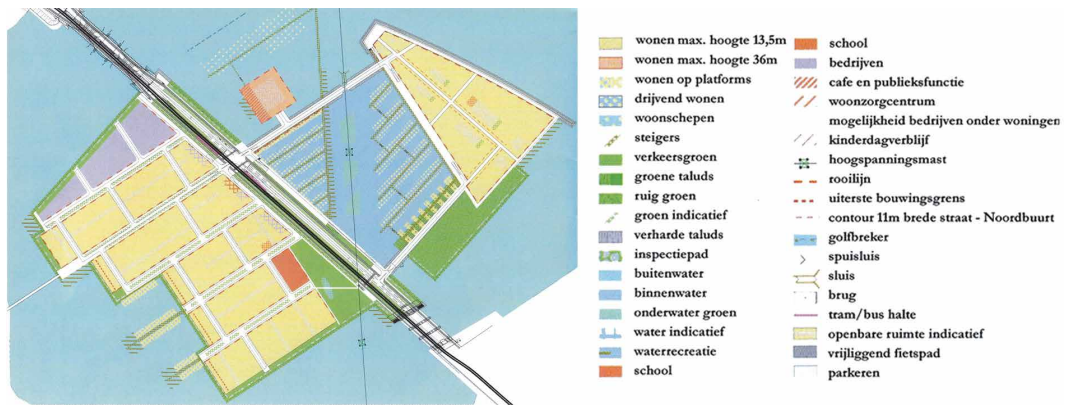 wonen max. hoogte 13,5m
wonen max. hoogte 36m
wonen op platforms
drijvend wonen
woonschepen
steigers
verkeersgroen
groene taluds
ruig groen
groen indicatief
verharde taluds
inspectiepad
buitenwater
binnenwater
onderwater groen
water indicatief
waterrecreatie
school
school
bedrijven
cafe en publieksfunctie
woonzorgcentrum
mogelijkheid bedrijven onder woningen
kinderdagverblijf
hoogspanningsmast
rooilijn
uiterste bouwingsgrens
contour 11m brede straat - Noordbuurt
golfbreker
spuisluis
sluis
brug
tram/bus halte
openbare ruimte indicatief
vrijliggend fietspad
parkeren